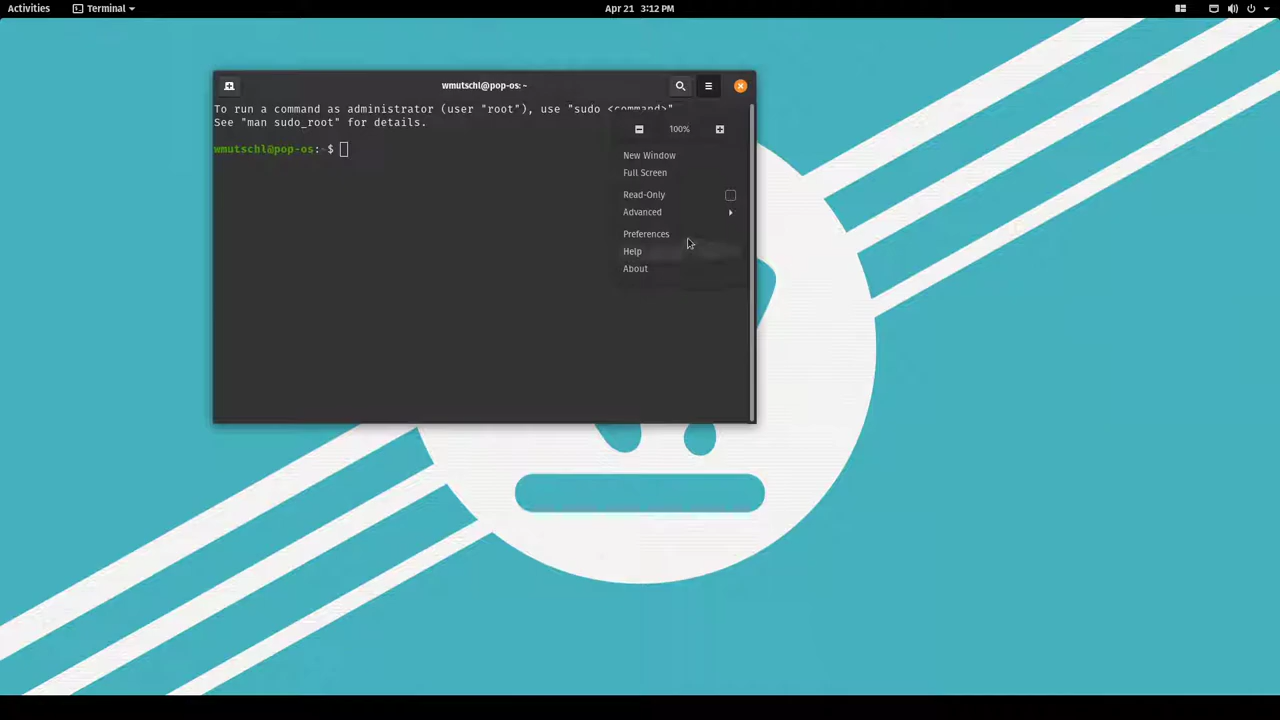 Activities Terminal Apr 21 3:12 PM
wmutschl@pop-os: ~
To run a command as administrator (user "root"), use "sudo <command>"
See "man sudo_root" for details.
wmutschl@pop-os:~$
100%
New Window
Full Screen
Read-Only
Advanced
Preferences
Help
About